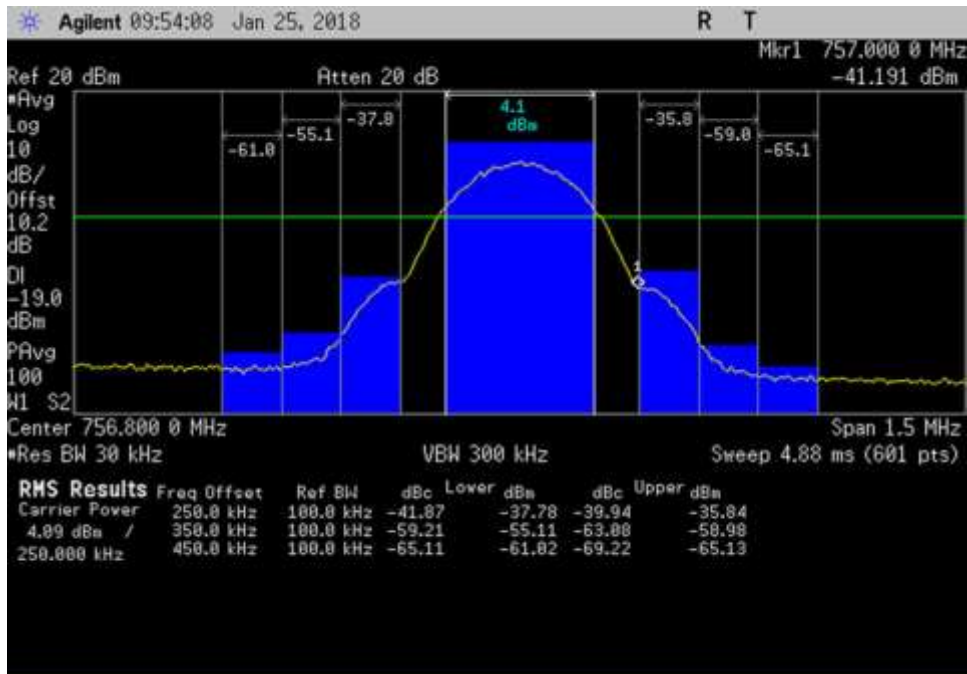 Agilent 09:54:08 Jan 25, 2018 R T
Mkr1 757.000 0 MHz
Ref 20 dBm Atten 20 dB -41.191 dBm
*Avg
Log
10
dB/
Offst
10.2
dB
DI
-19.0
dBm
PAvg
100
W1 S2
4.1
dBm
-37.8
-35.8
-55.1
-59.0
-61.0
-65.1
1
Center 756.800 0 MHz Span 1.5 MHz
*Res BW 30 kHz VBW 300 kHz Sweep 4.88 ms (601 pts)
RMS Results Freq Offset Ref BW dBc Lower dBm dBc Upper dBm
Carrier Power 250.0 kHz 100.0 kHz -41.87 -37.78 -39.94 -35.84
4.09 dBm / 350.0 kHz 100.0 kHz -59.21 -55.11 -63.08 -58.98
250.000 kHz 450.0 kHz 100.0 kHz -65.11 -61.02 -69.22 -65.13